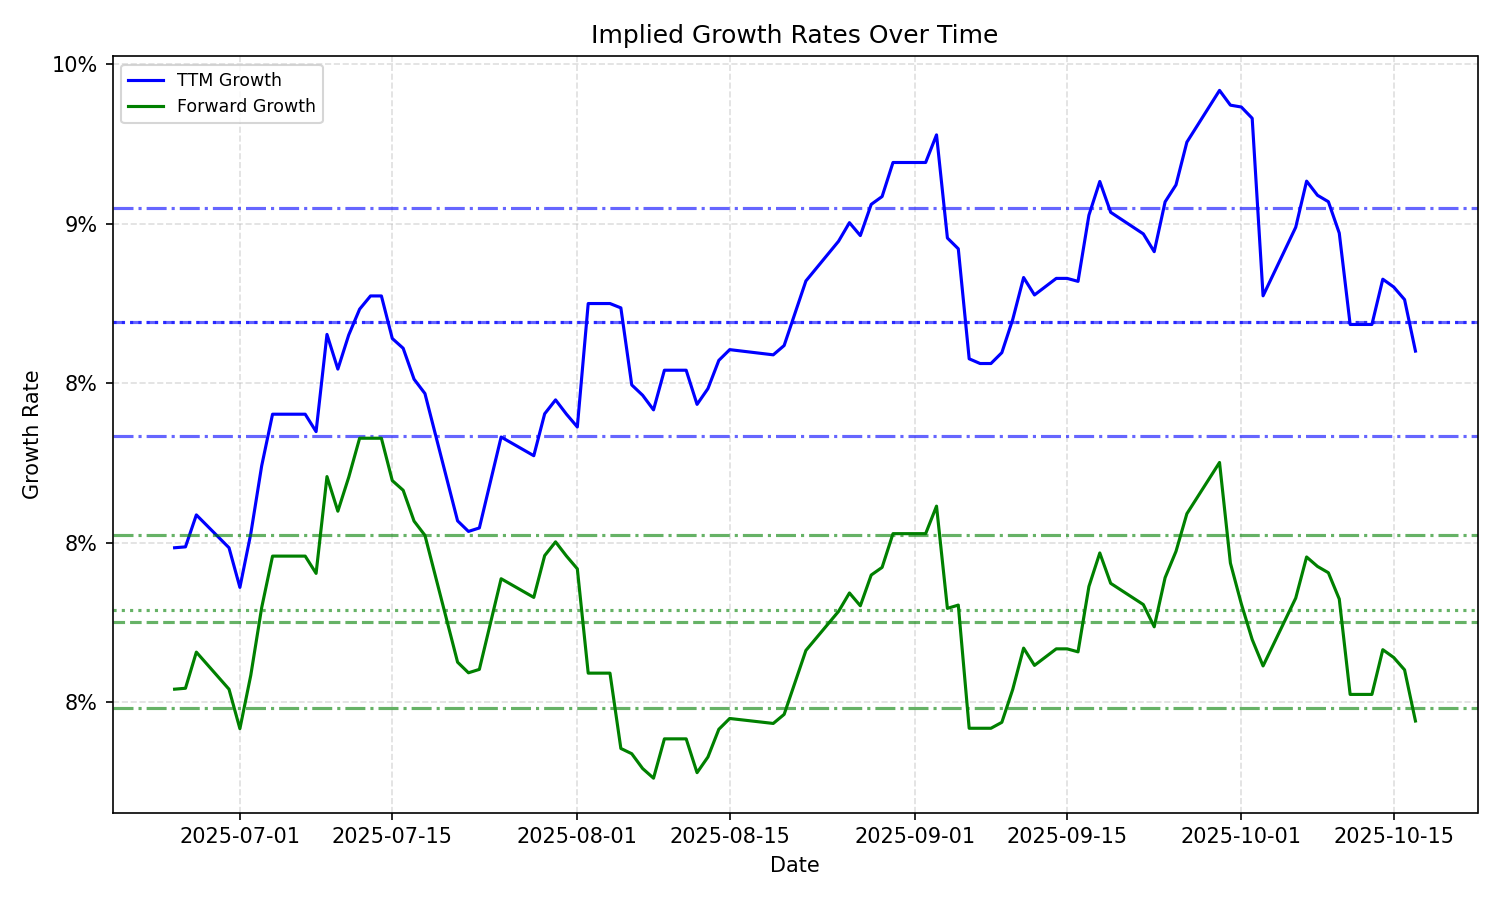 Implied Growth Rates Over Time
10%
9%
8%
8%
8%
Growth Rate
TTM Growth
Forward Growth
2025-07-01
2025-07-15
2025-08-01
2025-08-15
2025-09-01
2025-09-15
2025-10-01
2025-10-15
Date